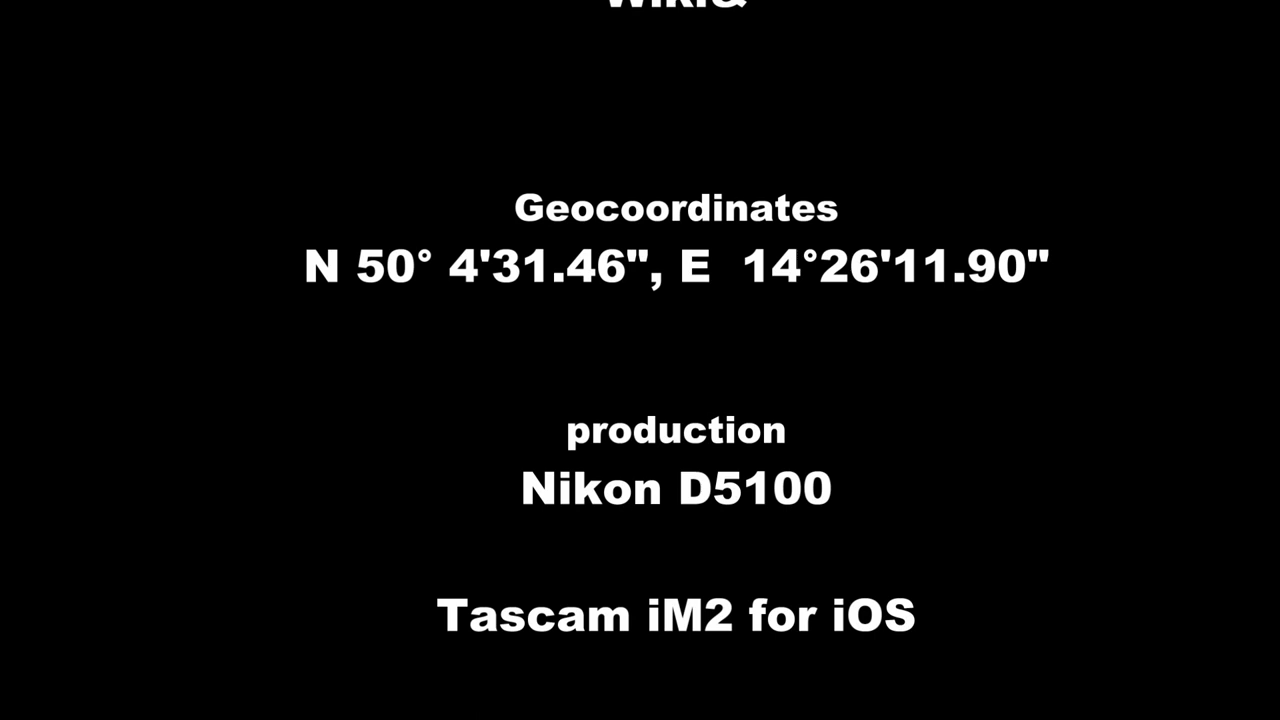 Geocoordinates
N 50° 4'31.46", E  14°26'11.90"
production
Nikon D5100
Tascam iM2 for iOS